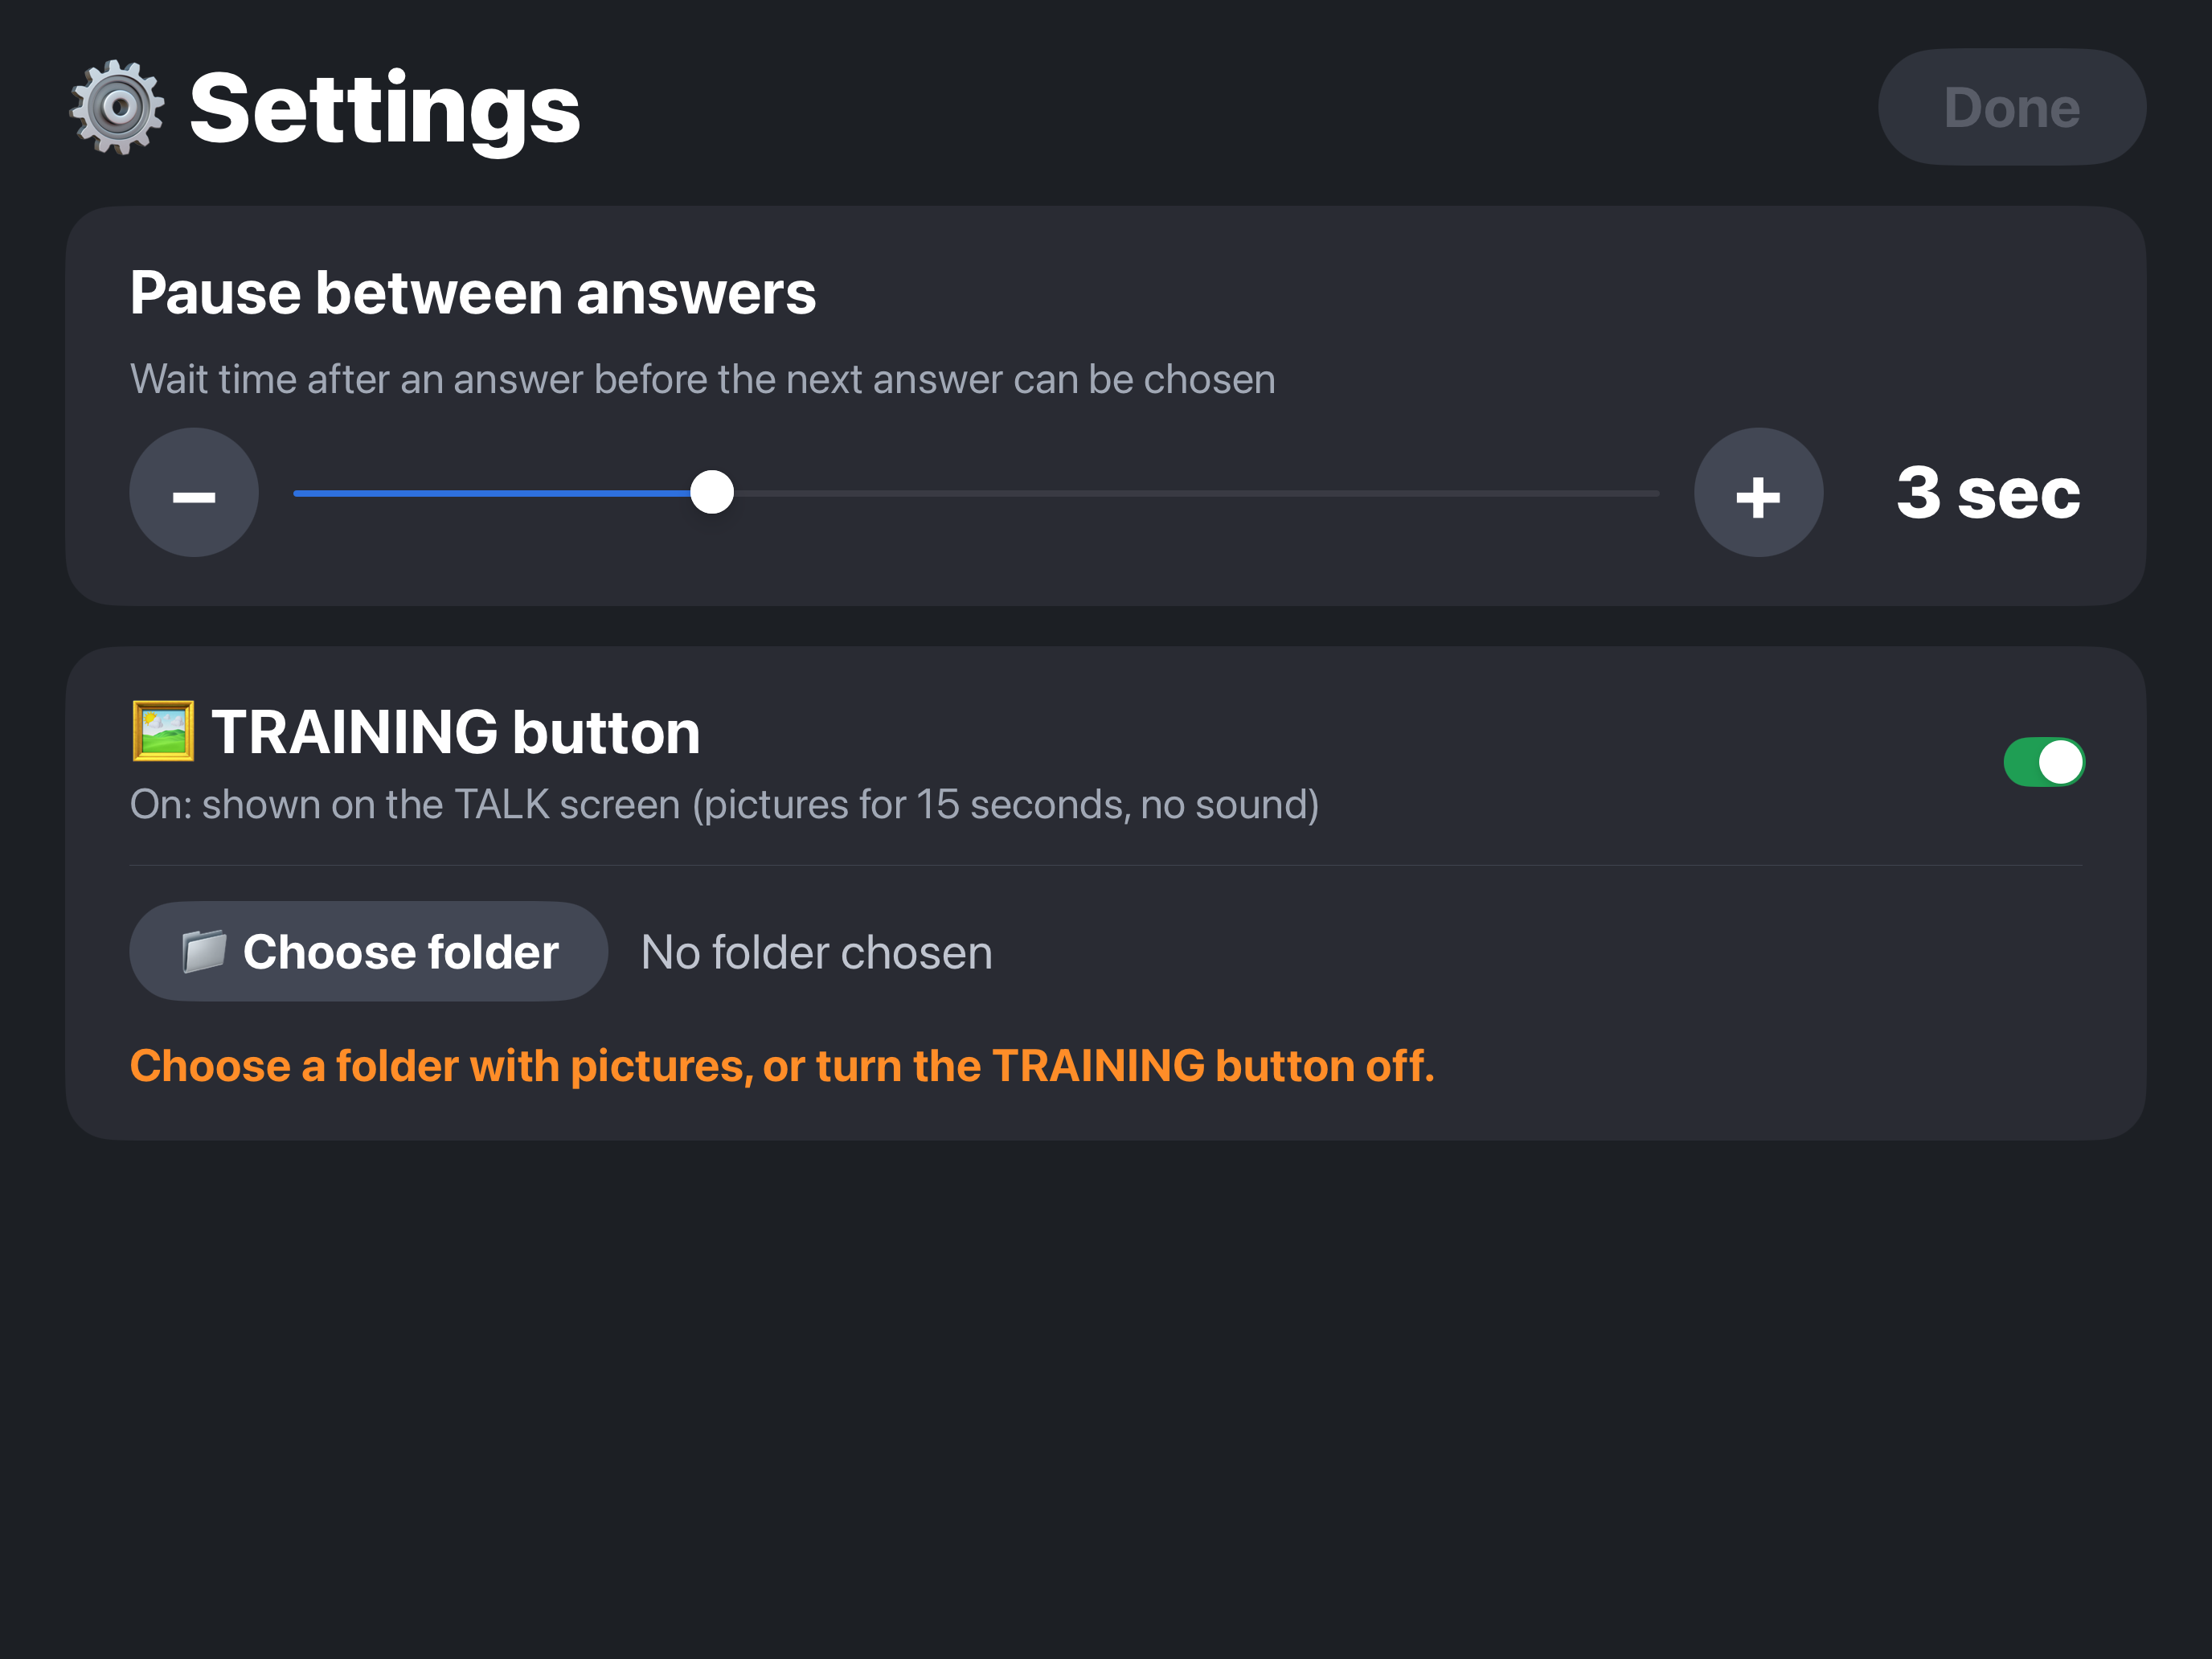 Settings
Done
Pause between answers
Wait time after an answer before the next answer can be chosen
– + 3 sec
TRAINING button
On: shown on the TALK screen (pictures for 15 seconds, no sound)
Choose folder No folder chosen
Choose a folder with pictures, or turn the TRAINING button off.